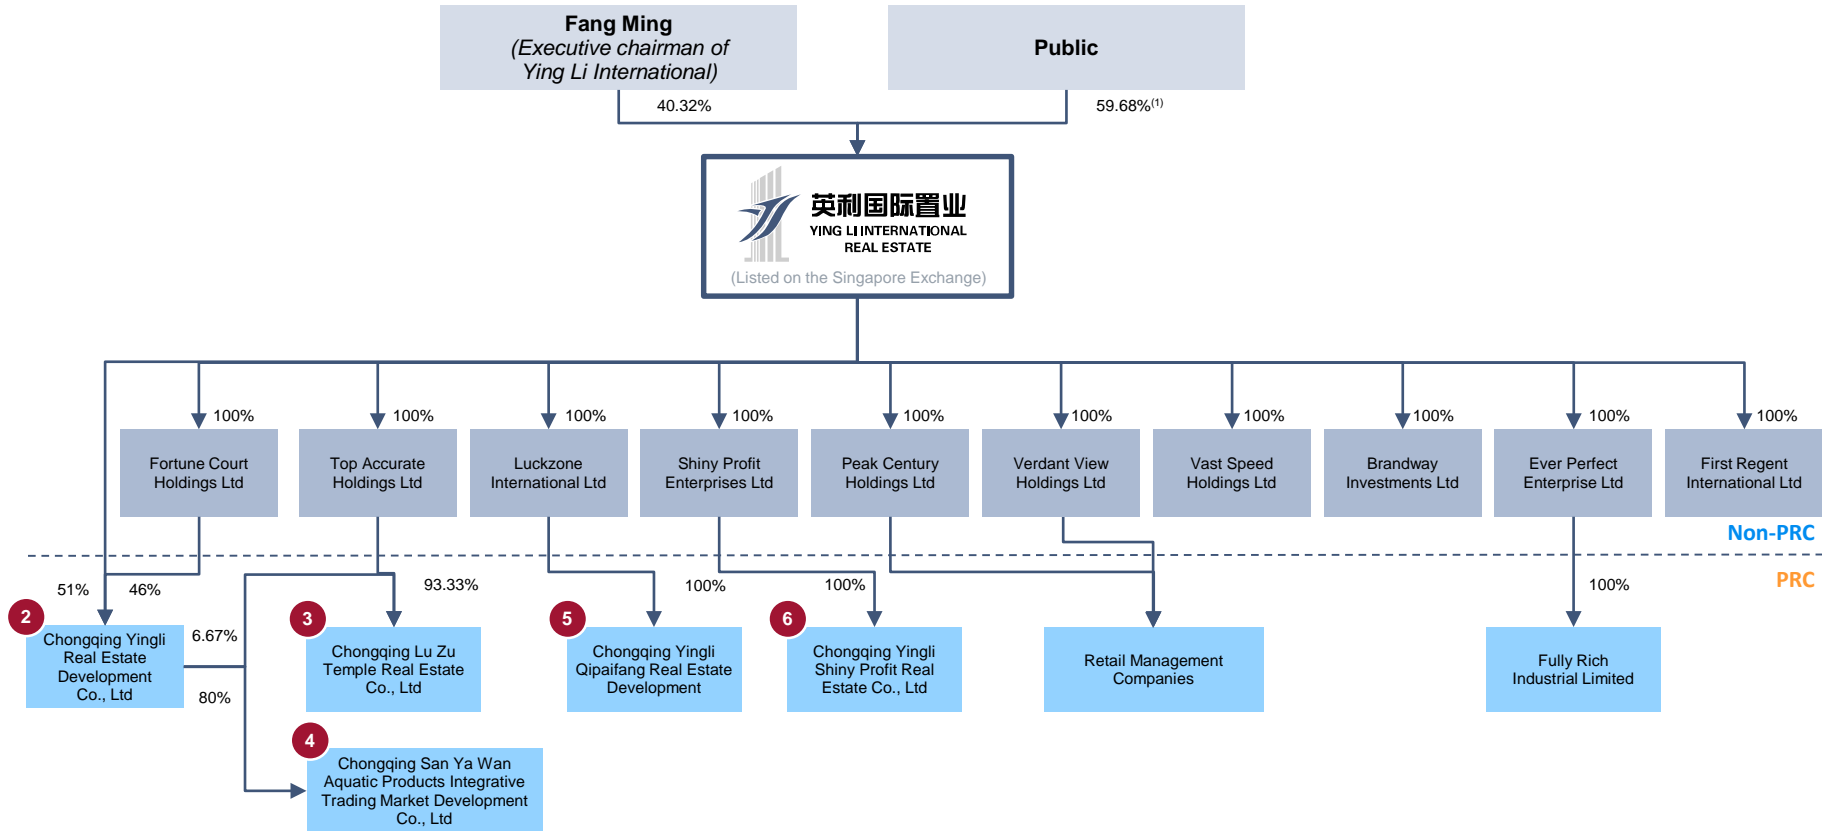 Fang Ming
(Executive chairman of
Ying Li International)
Public
40.32%
59.68%(1)
英利国际置业
YING LI INTERNATIONAL
REAL ESTATE
(Listed on the Singapore Exchange)
100%
100%
100%
100%
100%
100%
100%
100%
100%
100%
Fortune Court
Holdings Ltd
Top Accurate
Holdings Ltd
Luckzone
International Ltd
Shiny Profit
Enterprises Ltd
Peak Century
Holdings Ltd
Verdant View
Holdings Ltd
Vast Speed
Holdings Ltd
Brandway
Investments Ltd
Ever Perfect
Enterprise Ltd
First Regent
International Ltd
Non-PRC
PRC
51%
46%
93.33%
100%
100%
100%
2
Chongqing Yingli
Real Estate
Development
Co., Ltd
6.67%
80%
3
Chongqing Lu Zu
Temple Real Estate
Co., Ltd
5
Chongqing Yingli
Qipaifang Real Estate
Development
6
Chongqing Yingli
Shiny Profit Real
Estate Co., Ltd
Retail Management
Companies
Fully Rich
Industrial Limited
4
Chongqing San Ya Wan
Aquatic Products Integrative
Trading Market Development
Co., Ltd